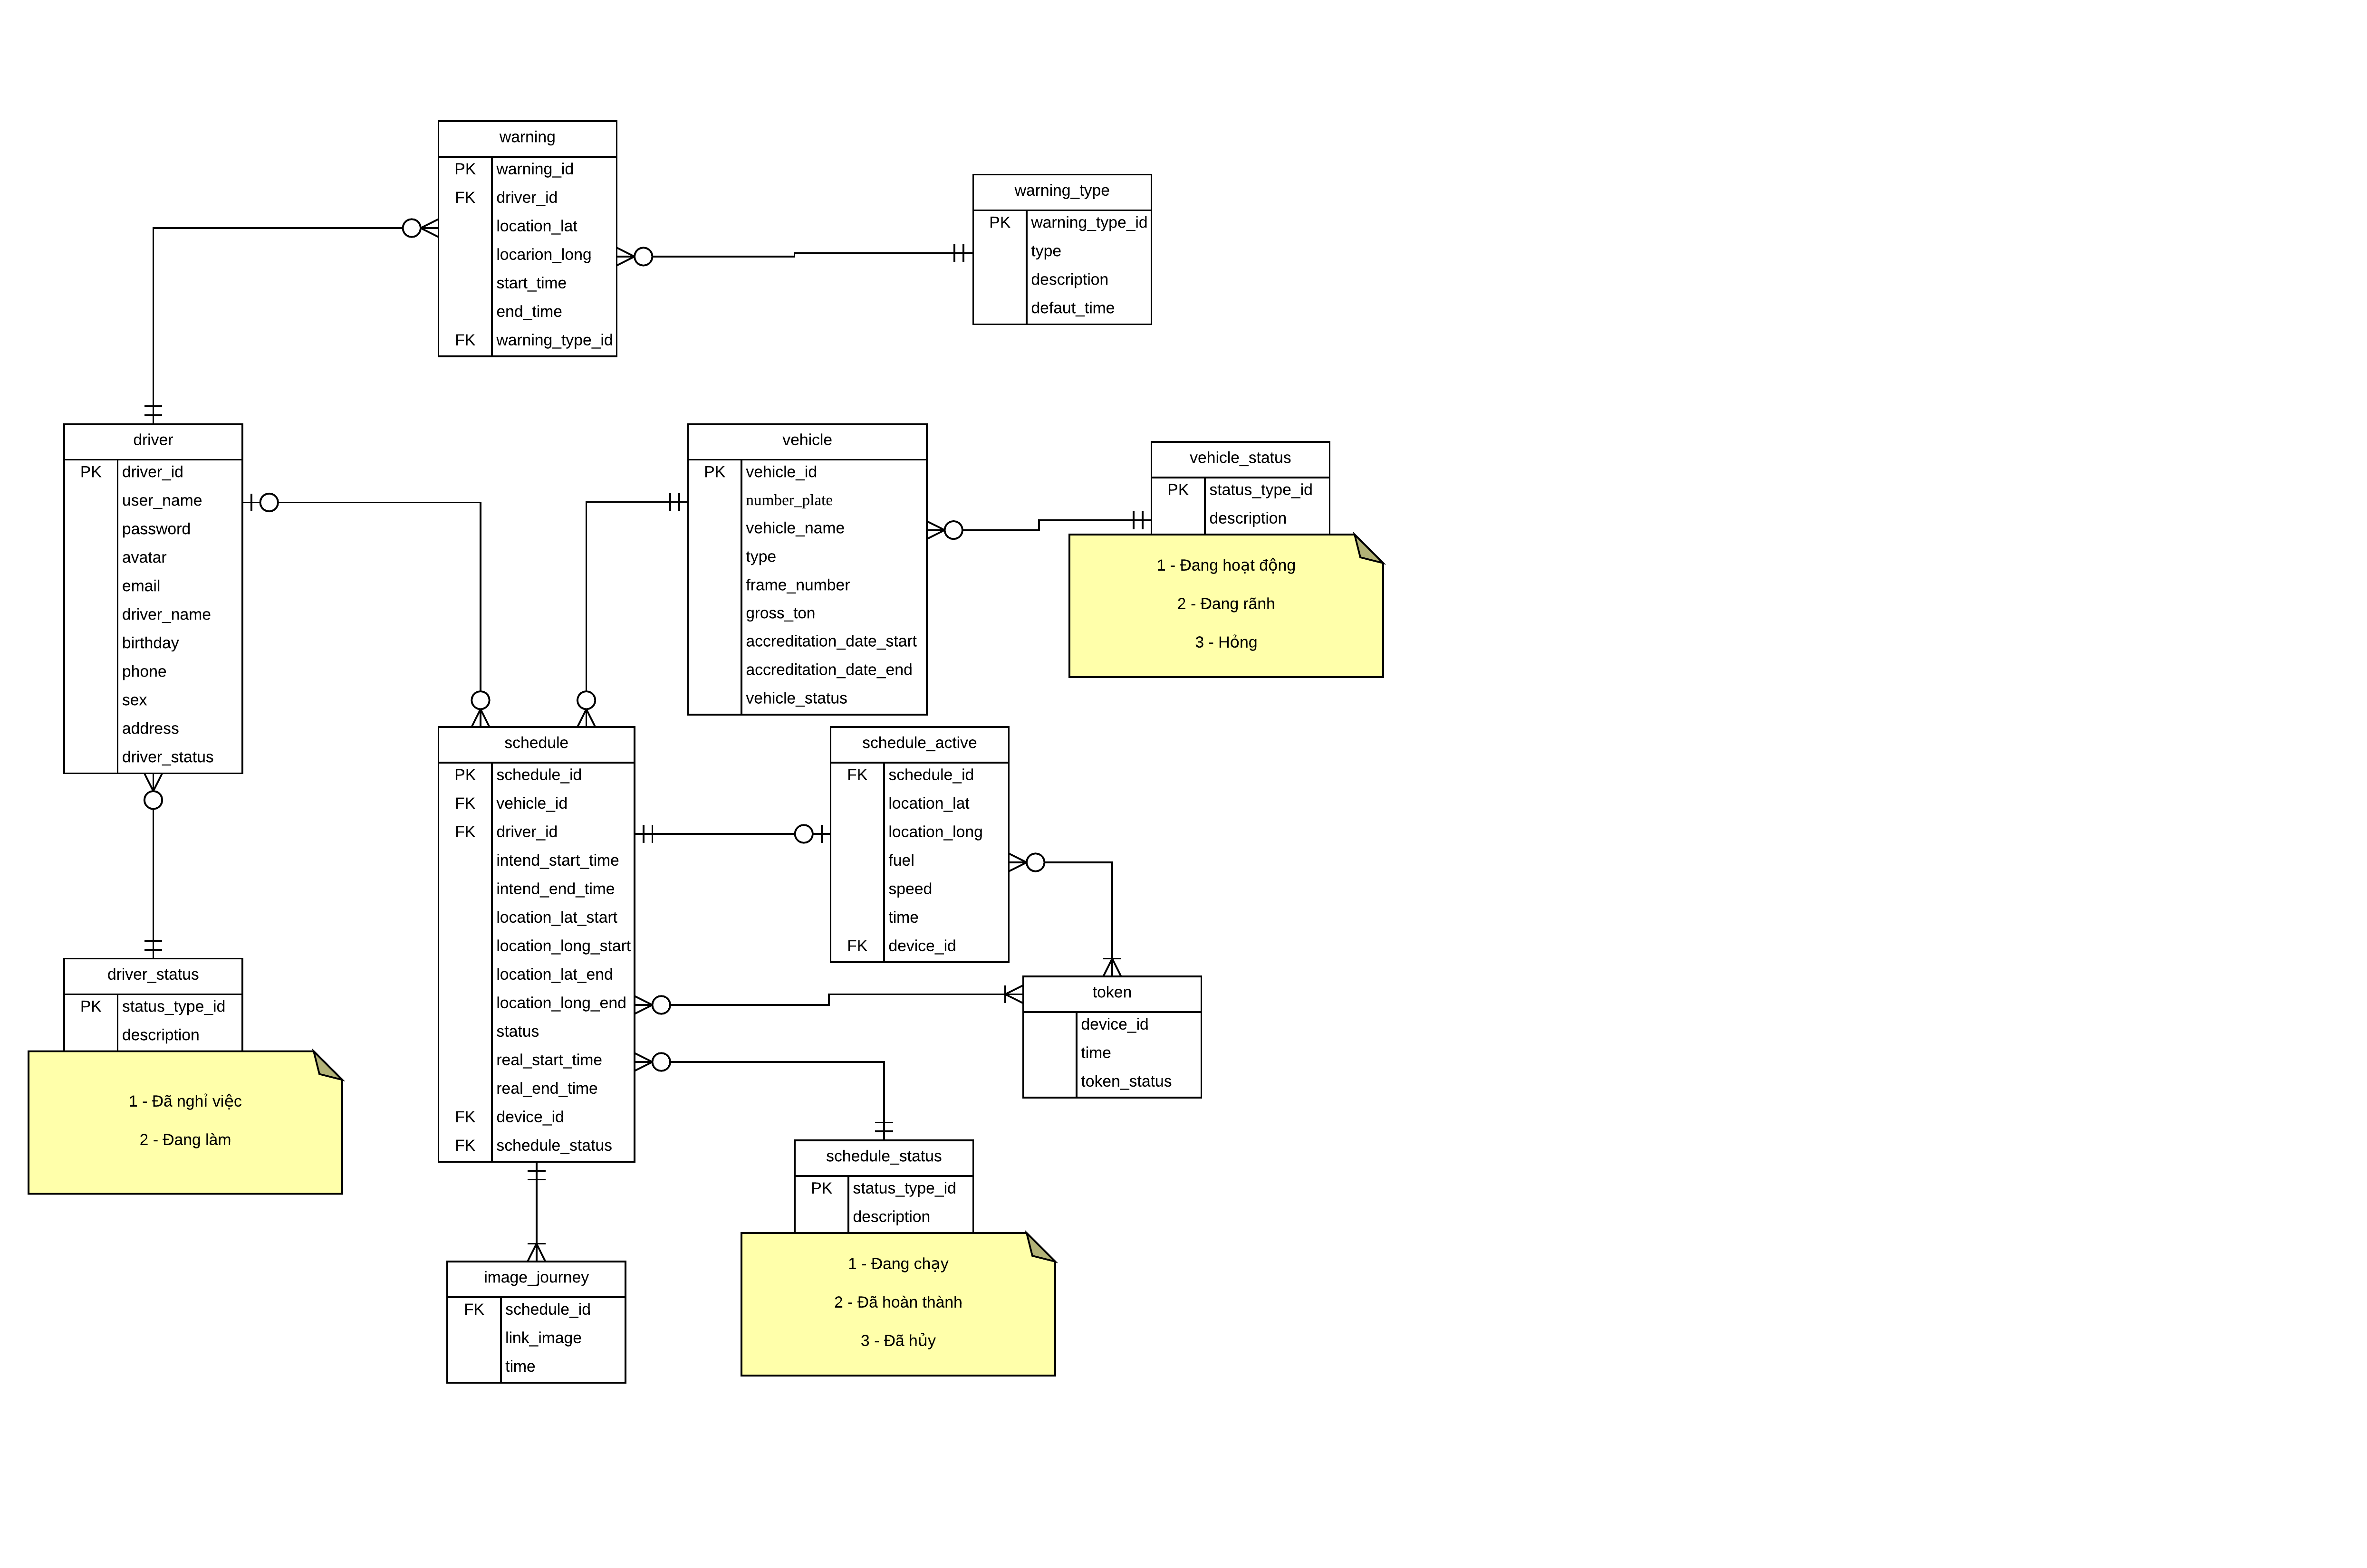 warning
PK warning_id
FK driver_id
location_lat
locarion_long
start_time
end_time
FK warning_type_id
warning_type
PK warning_type_id
type
description
defaut_time
driver
PK driver_id
user_name
password
avatar
email
driver_name
birthday
phone
sex
address
driver_status
vehicle
PK vehicle_id
number_plate
vehicle_name
type
frame_number
gross_ton
accreditation_date_start
accreditation_date_end
vehicle_status
vehicle_status
PK status_type_id
description
1 - Đang hoạt động
2 - Đang rãnh
3 - Hỏng
schedule
PK schedule_id
FK vehicle_id
FK driver_id
intend_start_time
intend_end_time
location_lat_start
location_long_start
location_lat_end
location_long_end
status
real_start_time
real_end_time
FK device_id
FK schedule_status
schedule_active
FK schedule_id
location_lat
location_long
fuel
speed
time
FK device_id
driver_status
PK status_type_id
description
1 - Đã nghỉ việc
2 - Đang làm
token
device_id
time
token_status
schedule_status
PK status_type_id
description
1 - Đang chạy
2 - Đã hoàn thành
3 - Đã hủy
image_journey
FK schedule_id
link_image
time